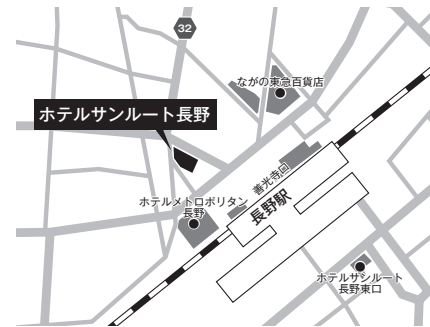 32
ながの東急百貨店
ホテルサンルート長野
善光寺口
長野駅
ホテルメトロポリタン
長野
ホテルサンルート
長野東口